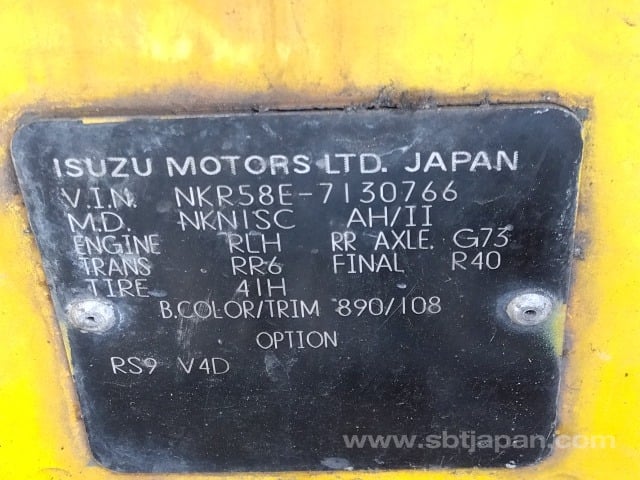 ISUZU MOTORS LTD. JAPAN
V.I.N. NKR58E-7130766
M.D. NKN1SC AH/II
ENGINE RLH RR AXLE. G73
TRANS RR6 FINAL R40
TIRE 41H
B.COLOR/TRIM 890/108
OPTION
RS9 V4D
www.sbtjapan.com